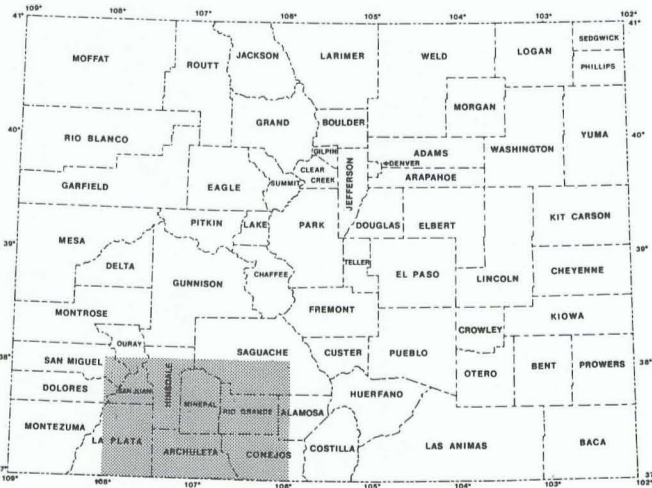 41° 109° 108° 107° 106° 105° 104° 103° 102° 41°
SEDGWICK
MOFFAT ROUTT JACKSON LARIMER WELD LOGAN
PHILLIPS
MORGAN
GRAND BOULDER
40° RIO BLANCO WASHINGTON YUMA 40°
GILPIN ADAMS DENVER
CLEAR CREEK JEFFERSON ARAPAHOE
GARFIELD EAGLE SUMMIT
PITKIN LAKE PARK DOUGLAS ELBERT KIT CARSON
MESA
39° DELTA TELLER 39°
GUNNISON CHAFFEE EL PASO LINCOLN CHEYENNE
MONTROSE FREMONT KIOWA
OURAY CROWLEY
38° SAN MIGUEL SAGUACHE CUSTER PUEBLO 38°
OTERO BENT PROWERS
DOLORES SAN JUAN HINSDALE MINERAL RIO GRANDE ALAMOSA HUERFANO
MONTEZUMA LA PLATA ARCHULETA CONEJOS COSTILLA LAS ANIMAS BACA
37° 109° 108° 107° 106° 105° 104° 103° 102° 37°